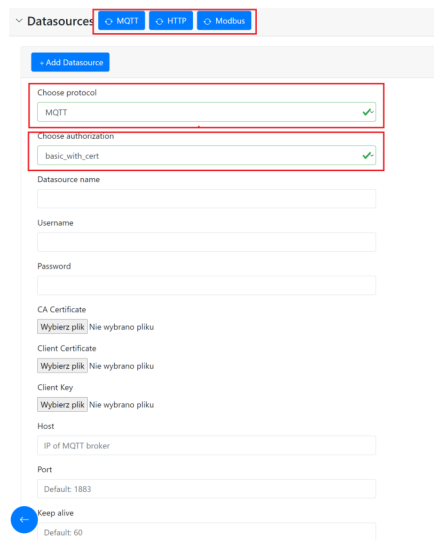 Datasources MQTT HTTP Modbus
+ Add Datasource
Choose protocol
MQTT
Choose authorization
basic_with_cert
Datasource name
Username
Password
CA Certificate
Wybierz plik Nie wybrano pliku
Client Certificate
Wybierz plik Nie wybrano pliku
Client Key
Wybierz plik Nie wybrano pliku
Host
IP of MQTT broker
Port
Default: 1883
Keep alive
Default: 60